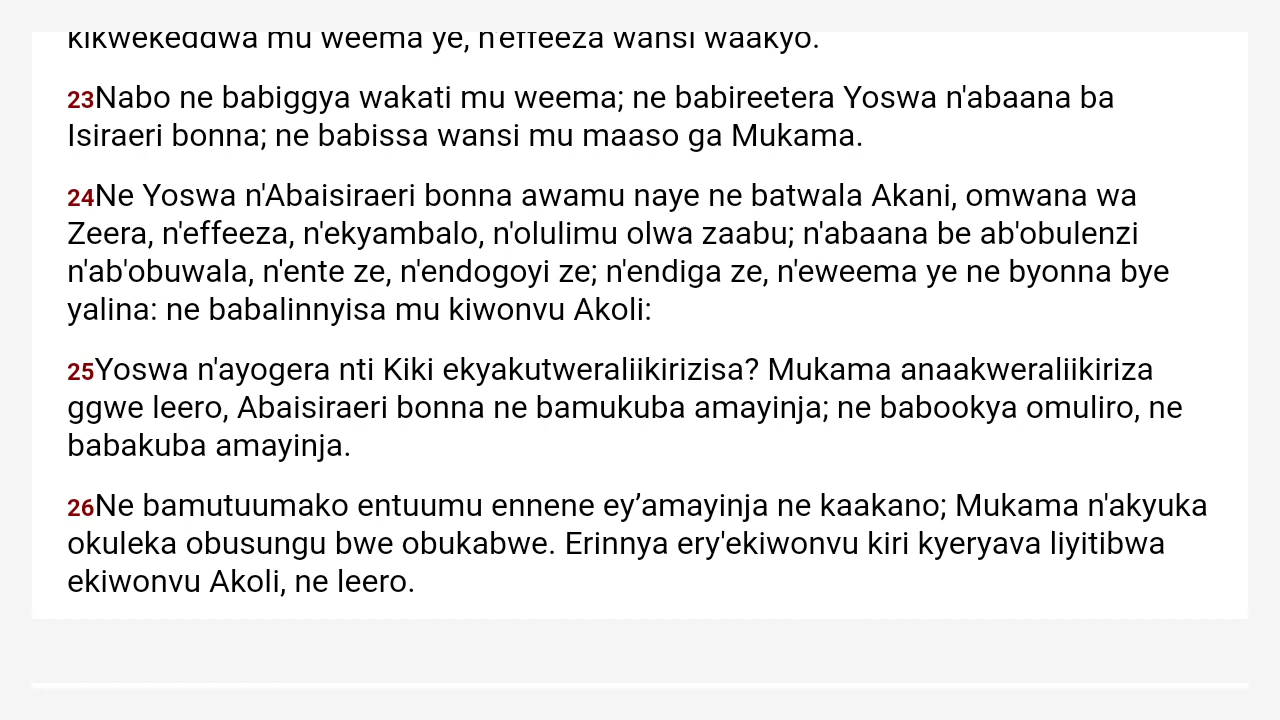 kikwekeddwa mu weema ye, n'effeeza wansi waakyo.
23Nabo ne babiggya wakati mu weema; ne babireetera Yoswa n'abaana ba
Isiraeri bonna; ne babissa wansi mu maaso ga Mukama.
24Ne Yoswa n'Abaisiraeri bonna awamu naye ne batwala Akani, omwana wa
Zeera, n'effeeza, n'ekyambalo, n'olulimu olwa zaabu; n'abaana be ab'obulenzi
n'ab'obuwala, n'ente ze, n'endogoyi ze; n'endiga ze, n'eweema ye ne byonna bye
yalina: ne babalinnyisa mu kiwonvu Akoli:
25Yoswa n'ayogera nti Kiki ekyakutweraliikirizisa? Mukama anaakweraliikiriza
ggwe leero, Abaisiraeri bonna ne bamukuba amayinja; ne babookya omuliro, ne
babakuba amayinja.
26Ne bamutuumako entuumu ennene ey’amayinja ne kaakano; Mukama n'akyuka
okuleka obusungu bwe obukabwe. Erinnya ery'ekiwonvu kiri kyeryava liyitibwa
ekiwonvu Akoli, ne leero.